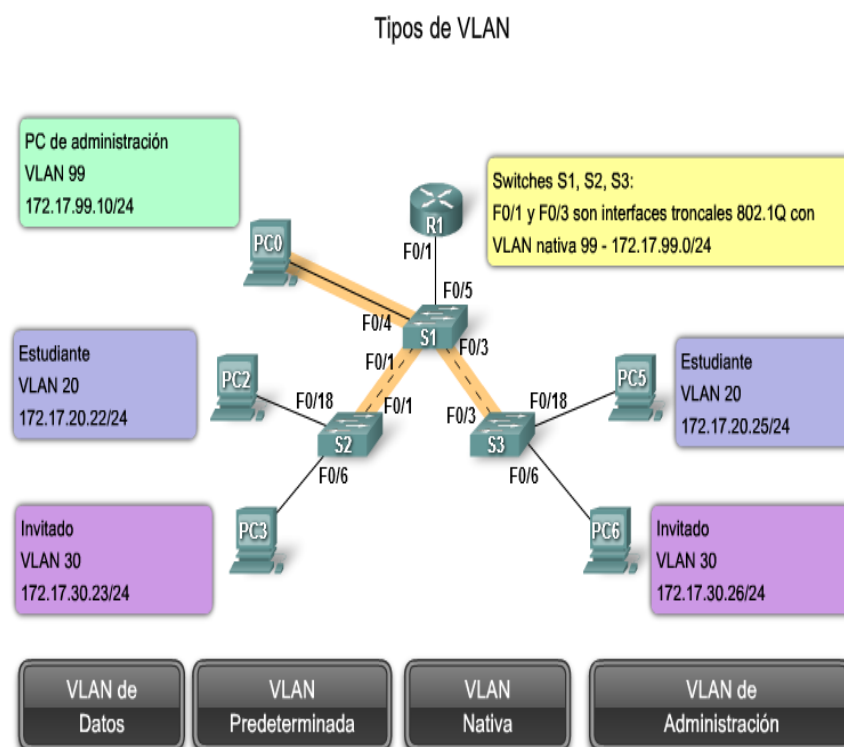 Tipos de VLAN
PC de administración
VLAN 99
172.17.99.10/24
Switches S1, S2, S3:
F0/1 y F0/3 son interfaces troncales 802.1Q con
VLAN nativa 99 - 172.17.99.0/24
R1
F0/1
PC0
F0/5
F0/4
S1
F0/1
F0/3
Estudiante
VLAN 20
172.17.20.22/24
PC2
F0/18
F0/1
S2
F0/6
F0/3
F0/18
S3
F0/6
PC5
Estudiante
VLAN 20
172.17.20.25/24
Invitado
VLAN 30
172.17.30.23/24
PC3
PC6
Invitado
VLAN 30
172.17.30.26/24
VLAN de
Datos
VLAN
Predeterminada
VLAN
Nativa
VLAN de
Administración